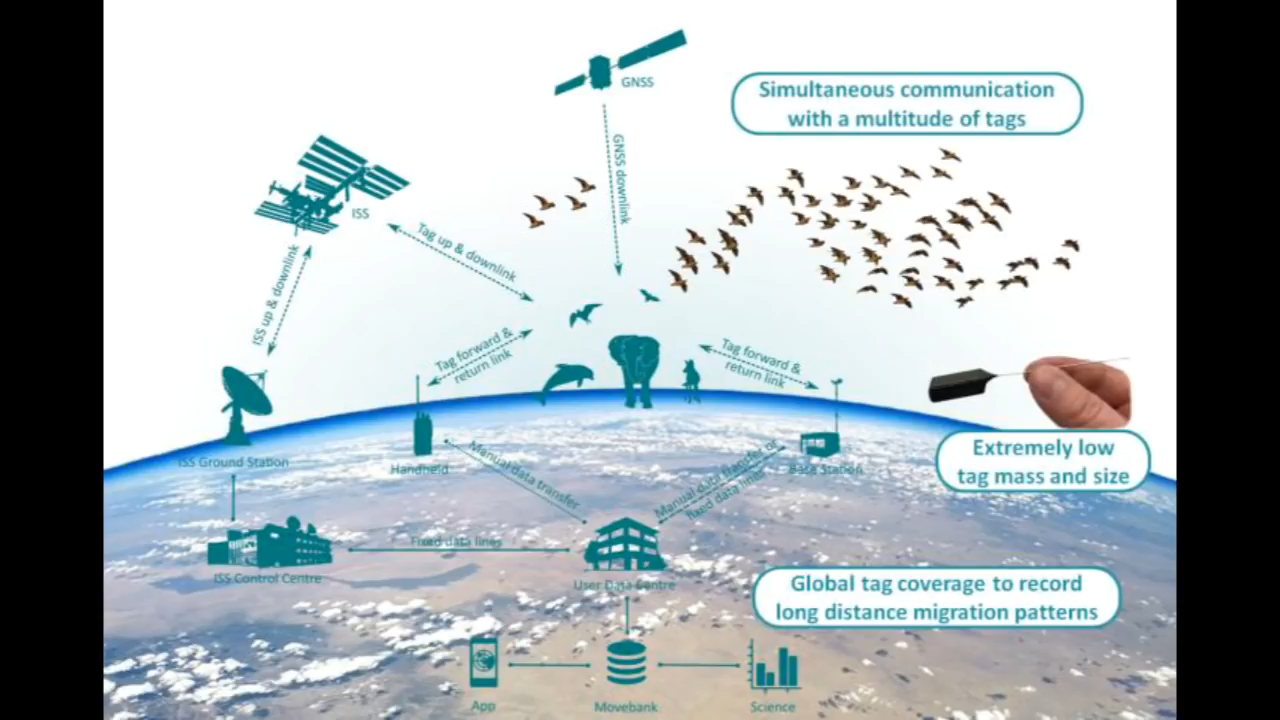 GNSS
Simultaneous communication
with a multitude of tags
GNSS downlink
ISS
Tag up & downlink
ISS up & downlink
Tag forward &
return link
Tag forward &
return link
Extremely low
tag mass and size
ISS Ground Station
Handheld
Base Station
Manual data transfer
Manual data transfer or
fixed data lines
Fixed data lines
ISS Control Centre
User Data Centre
Global tag coverage to record
long distance migration patterns
App
Movebank
Science